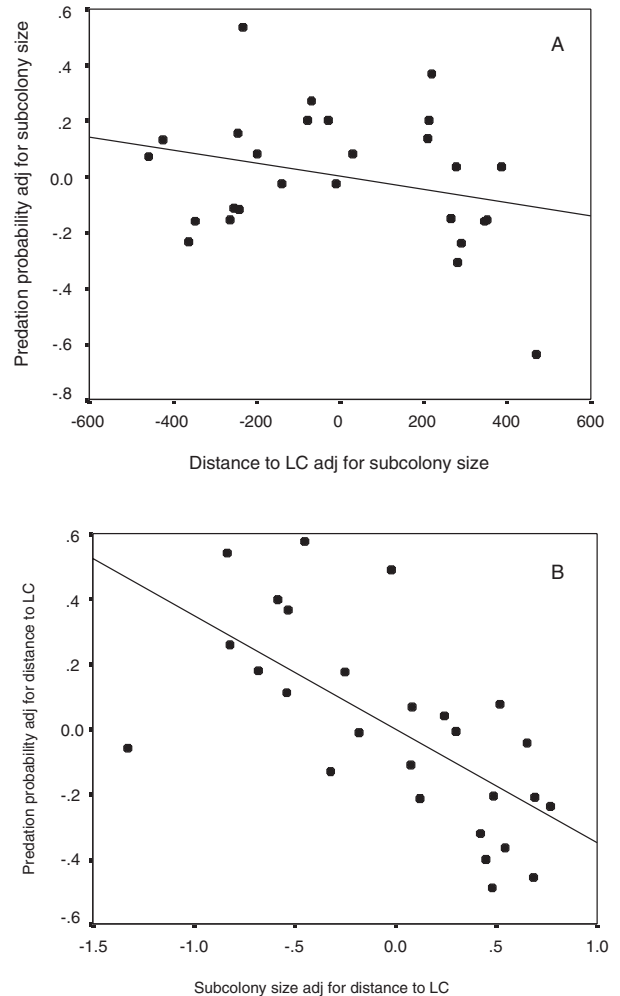 Predation probability adj for subcolony size
A
.6
.4
.2
0.0
-.2
-.4
-.6
-.8
-600 -400 -200 0 200 400 600
Distance to LC adj for subcolony size
Predation probability adj for distance to LC
B
.6
.4
.2
0.0
-.2
-.4
-.6
-1.5 -1.0 -.5 0.0 .5 1.0
Subcolony size adj for distance to LC